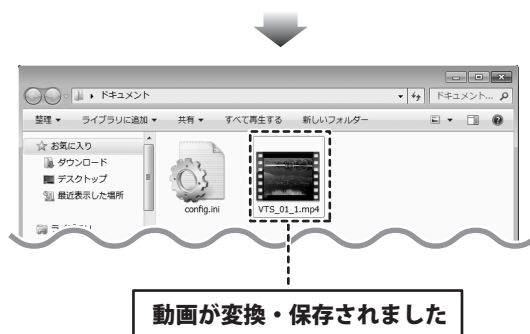 ドキュメント
ドキュメント...
整理 ライブラリに追加 共有 すべて再生する 新しいフォルダー
お気に入り
ダウンロード
デスクトップ
最近表示した場所
config.ini
VTS_01_1.mp4
動画が変換・保存されました